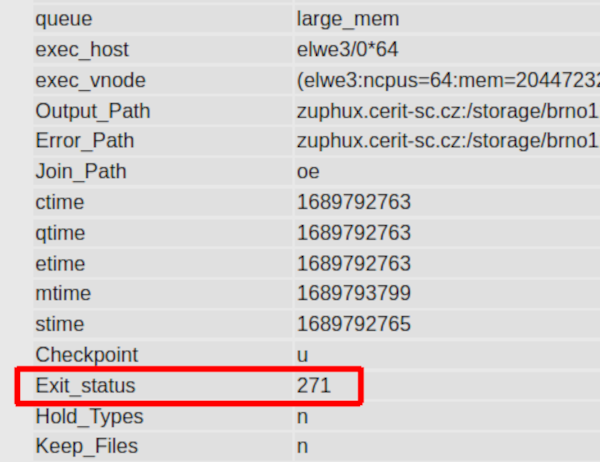 queue large_mem
exec_host elwe3/0*64
exec_vnode (elwe3:ncpus=64:mem=20447232
Output_Path zuphux.cerit-sc.cz:/storage/brno1
Error_Path zuphux.cerit-sc.cz:/storage/brno1
Join_Path oe
ctime 1689792763
qtime 1689792763
etime 1689792763
mtime 1689793799
stime 1689792765
Checkpoint u
Exit_status 271
Hold_Types n
Keep_Files n